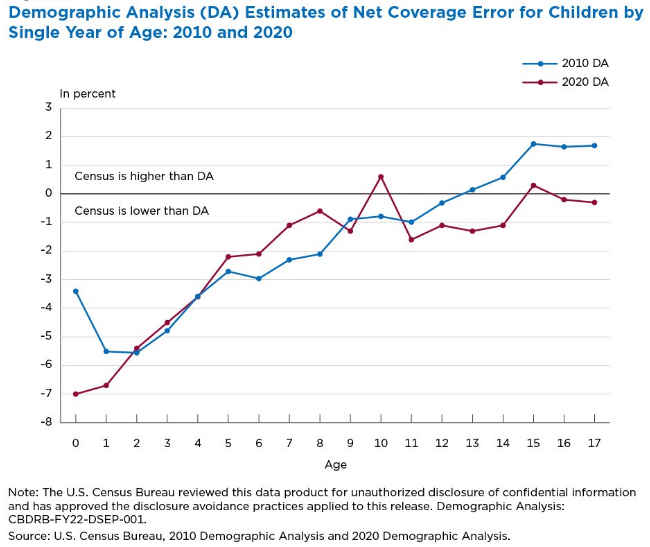 Demographic Analysis (DA) Estimates of Net Coverage Error for Children by
Single Year of Age: 2010 and 2020
2010 DA
2020 DA
In percent
3
2
1
Census is higher than DA
0
Census is lower than DA
-1
-2
-3
-4
-5
-6
-7
-8
0 1 2 3 4 5 6 7 8 9 10 11 12 13 14 15 16 17
Age
Note: The U.S. Census Bureau reviewed this data product for unauthorized disclosure of confidential information
and has approved the disclosure avoidance practices applied to this release. Demographic Analysis:
CBDRB-FY22-DSEP-001.
Source: U.S. Census Bureau, 2010 Demographic Analysis and 2020 Demographic Analysis.